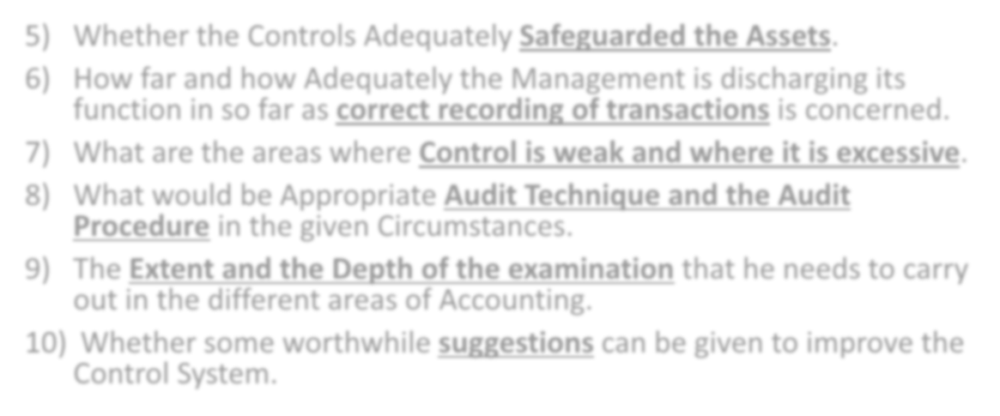 5) Whether the Controls Adequately Safeguarded the Assets.
6) How far and how Adequately the Management is discharging its
function in so far as correct recording of transactions is concerned.
7) What are the areas where Control is weak and where it is excessive.
8) What would be Appropriate Audit Technique and the Audit
Procedure in the given Circumstances.
9) The Extent and the Depth of the examination that he needs to carry
out in the different areas of Accounting.
10) Whether some worthwhile suggestions can be given to improve the
Control System.